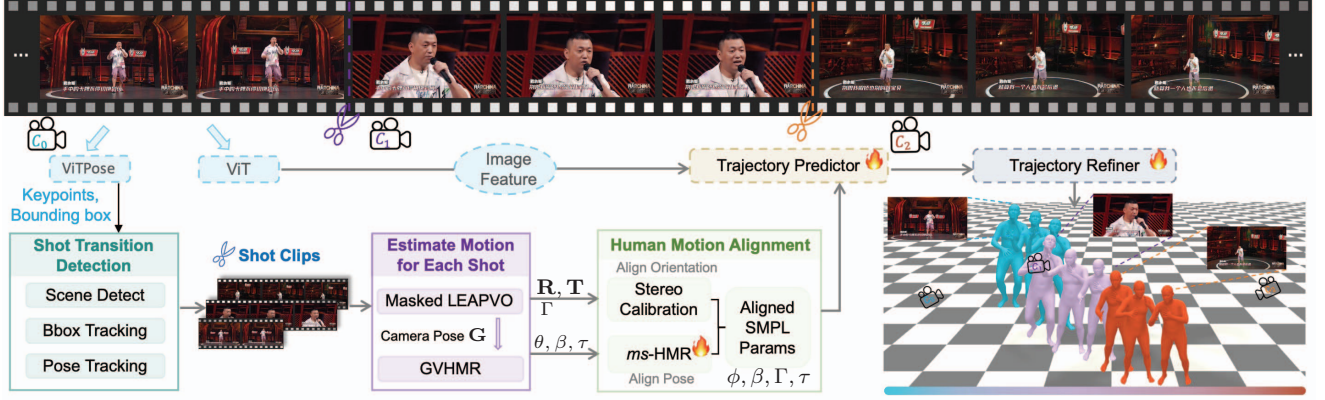 ...
...
C₀
C₁
C₂
ViTPose
ViT
Image
Feature
Trajectory Predictor
Trajectory Refiner
Keypoints,
Bounding box
Shot Transition
Detection
Scene Detect
Bbox Tracking
Pose Tracking
Shot Clips
Estimate Motion
for Each Shot
Masked LEAPVO
Camera Pose G
GVHMR
R, T
Γ
θ, β, τ
Human Motion Alignment
Align Orientation
Stereo
Calibration
ms-HMR
Align Pose
Aligned
SMPL
Params
ϕ, β, Γ, τ